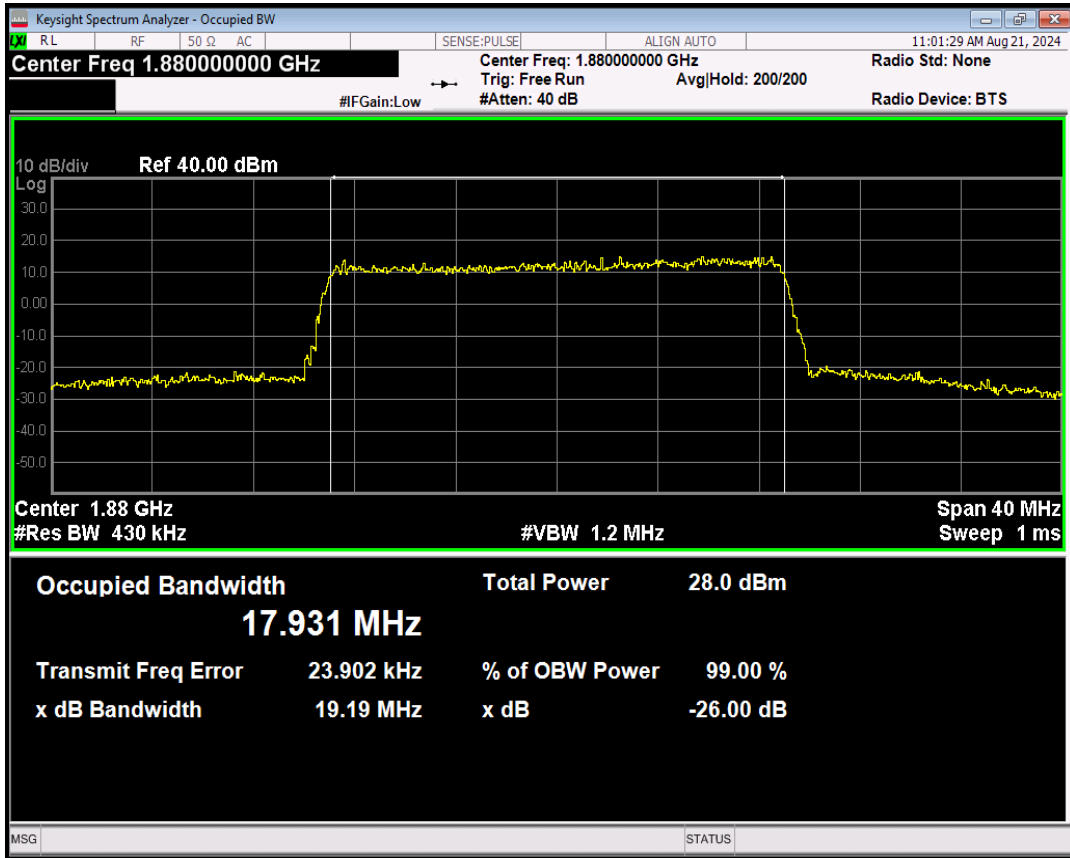 Keysight Spectrum Analyzer - Occupied BW
LXI RL RF 50 Ω AC SENSE:PULSE ALIGN AUTO 11:01:29 AM Aug 21, 2024
Center Freq 1.880000000 GHz Center Freq: 1.880000000 GHz Radio Std: None
Trig: Free Run Avg|Hold: 200/200
#IFGain:Low #Atten: 40 dB Radio Device: BTS
10 dB/div Ref 40.00 dBm
Log
30.0
20.0
10.0
0.00
-10.0
-20.0
-30.0
-40.0
-50.0
Center 1.88 GHz Span 40 MHz
#Res BW 430 kHz #VBW 1.2 MHz Sweep 1 ms
Occupied Bandwidth Total Power 28.0 dBm
17.931 MHz
Transmit Freq Error 23.902 kHz % of OBW Power 99.00 %
x dB Bandwidth 19.19 MHz x dB -26.00 dB
MSG STATUS